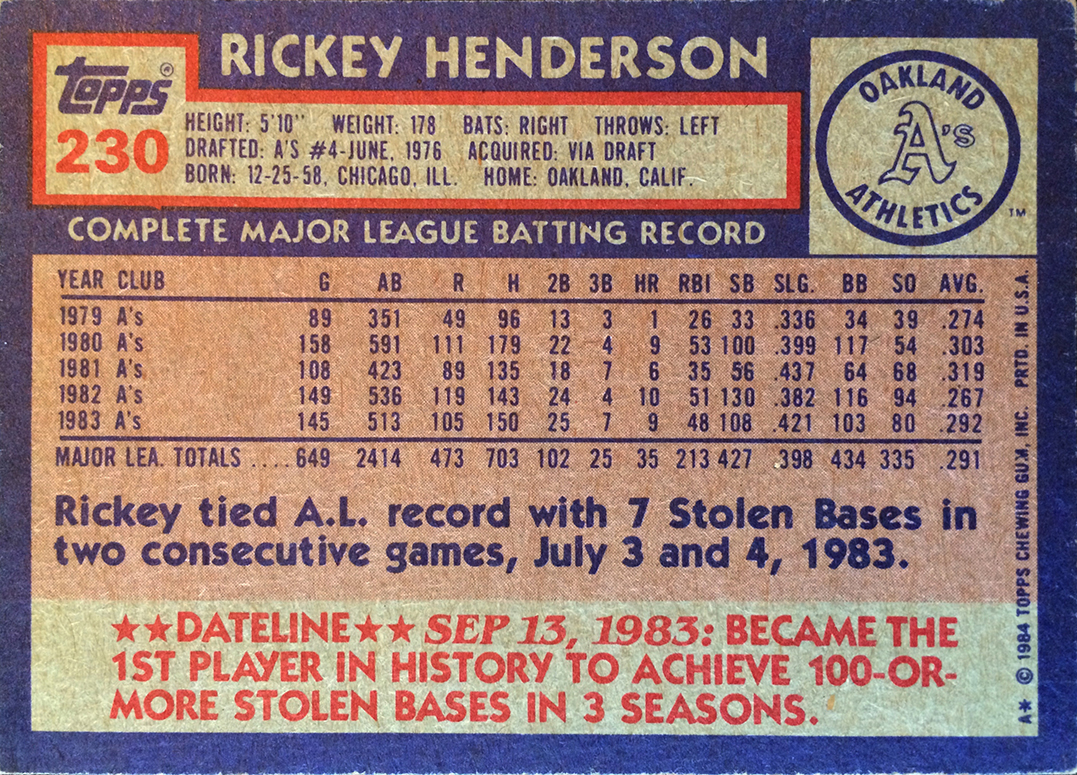 RICKEY HENDERSON
topps®
230
HEIGHT: 5'10" WEIGHT: 178 BATS: RIGHT THROWS: LEFT
DRAFTED: A'S #4-JUNE, 1976 ACQUIRED: VIA DRAFT
BORN: 12-25-58, CHICAGO, ILL. HOME: OAKLAND, CALIF.
OAKLAND
A's
ATHLETICS
TM
COMPLETE MAJOR LEAGUE BATTING RECORD
YEAR CLUB G AB R H 2B 3B HR RBI SB SLG. BB SO AVG.
1979 A's 89 351 49 96 13 3 1 26 33 .336 34 39 .274
1980 A's 158 591 111 179 22 4 9 53 100 .399 117 54 .303
1981 A's 108 423 89 135 18 7 6 35 56 .437 64 68 .319
1982 A's 149 536 119 143 24 4 10 51 130 .382 116 94 .267
1983 A's 145 513 105 150 25 7 9 48 108 .421 103 80 .292
MAJOR LEA. TOTALS ....649 2414 473 703 102 25 35 213 427 .398 434 335 .291
Rickey tied A.L. record with 7 Stolen Bases in
two consecutive games, July 3 and 4, 1983.
★★DATELINE★★ SEP 13, 1983: BECAME THE
1ST PLAYER IN HISTORY TO ACHIEVE 100-OR-
MORE STOLEN BASES IN 3 SEASONS.
A* © 1984 TOPPS CHEWING GUM, INC. PRTD. IN U.S.A.